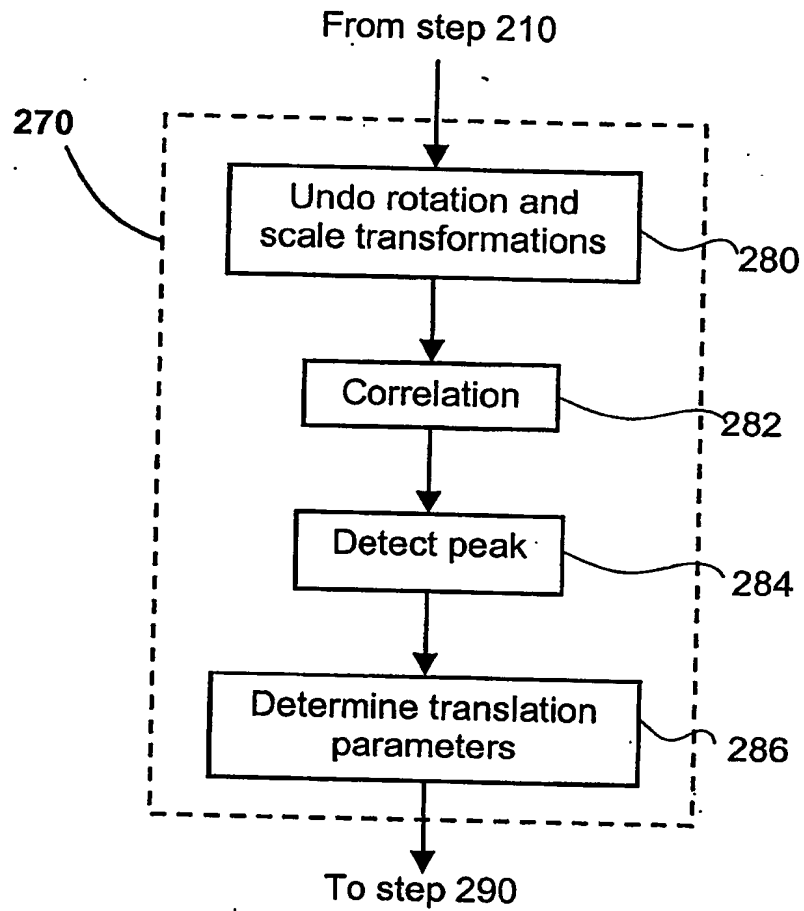 From step 210
270
Undo rotation and
scale transformations
280
Correlation
282
Detect peak
284
Determine translation
parameters
286
To step 290